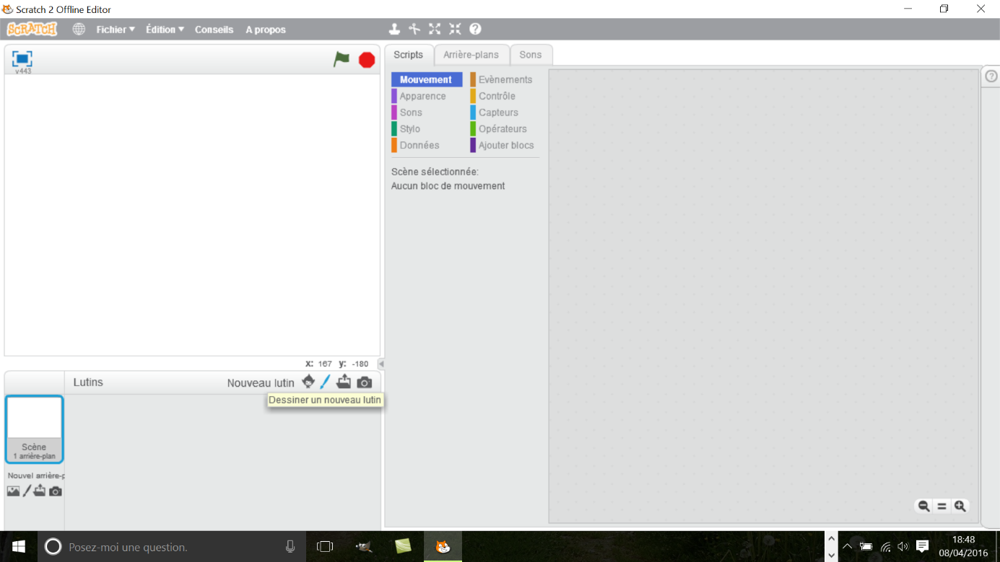 Scratch 2 Offline Editor
SCRATCH Fichier Édition Conseils A propos
v443
Scripts Arrière-plans Sons
Mouvement Evènements
Apparence Contrôle
Sons Capteurs
Stylo Opérateurs
Données Ajouter blocs
Scène sélectionnée:
Aucun bloc de mouvement
x: 167 y: -180
Lutins Nouveau lutin
Dessiner un nouveau lutin
Scène
1 arrière-plan
Nouvel arrière-p
Posez-moi une question.
18:48
08/04/2016